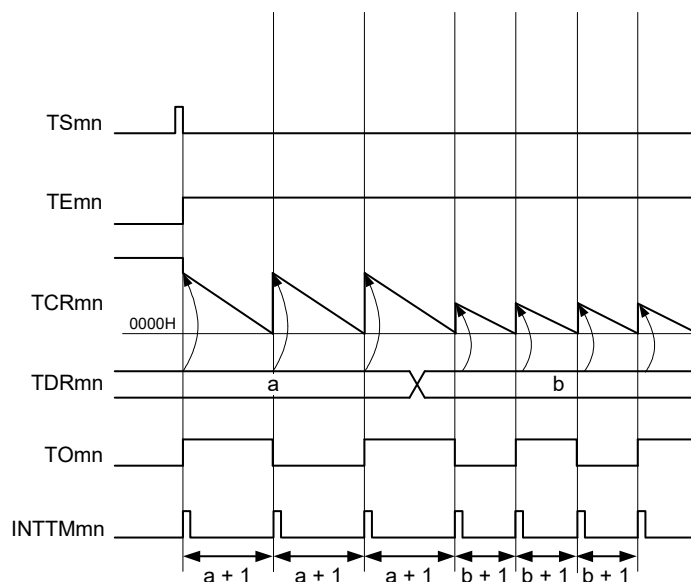 TSmn
TEmn
TCRmn
0000H
TDRmn
a
b
TOmn
INTTMmn
a + 1
a + 1
a + 1
b + 1
b + 1
b + 1